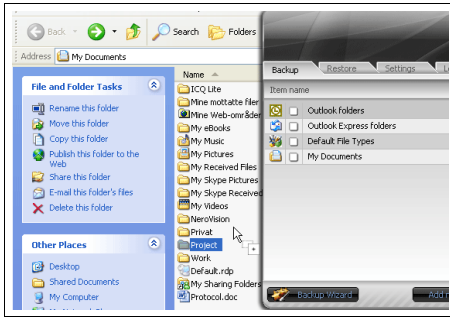 Back
Search
Folders
Address
My Documents
File and Folder Tasks
Rename this folder
Move this folder
Copy this folder
Publish this folder to the
Web
Share this folder
E-mail this folder's files
Delete this folder
Other Places
Desktop
Shared Documents
My Computer
Name
ICQ Lite
Mine mottatte filer
Mine Web-områder
My eBooks
My Music
My Pictures
My Received Files
My Skype Pictures
My Skype Received
My Videos
NeroVision
Privat
Project
Work
Default.rdp
My Sharing Folders
Protocol.doc
Backup
Restore
Settings
Item name
Outlook folders
Outlook Express folders
Default File Types
My Documents
Backup Wizard
Add